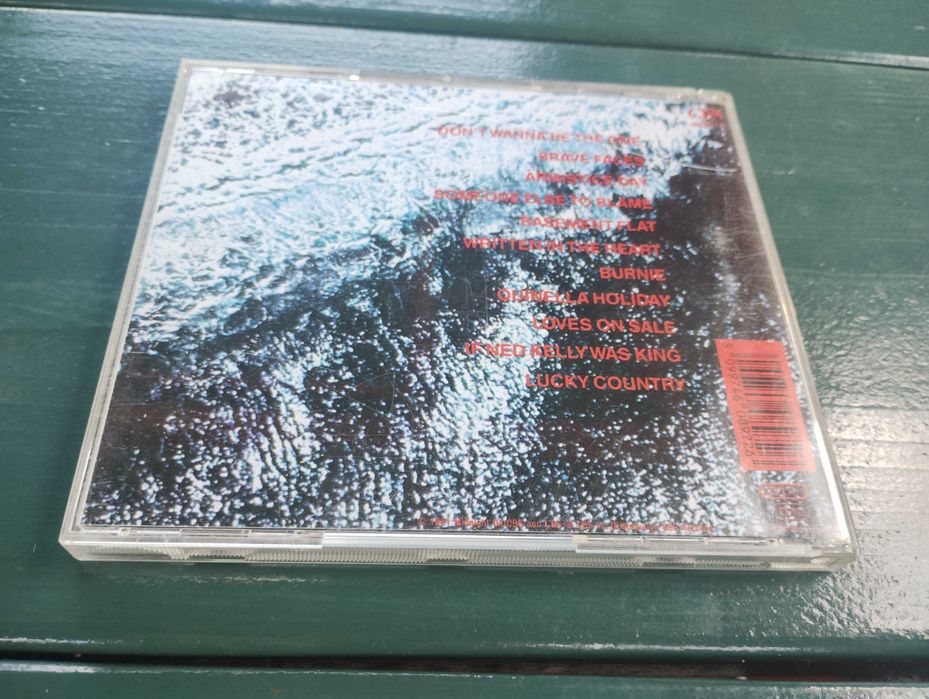 DON'T WANNA BE THE ONE
BRAVE FACES
ARMISTICE DAY
SOMEONE ELSE TO BLAME
BASEMENT FLAT
WRITTEN IN THE HEART
BURNIE
QUINELLA HOLIDAY
LOVES ON SALE
IF NED KELLY WAS KING
LUCKY COUNTRY